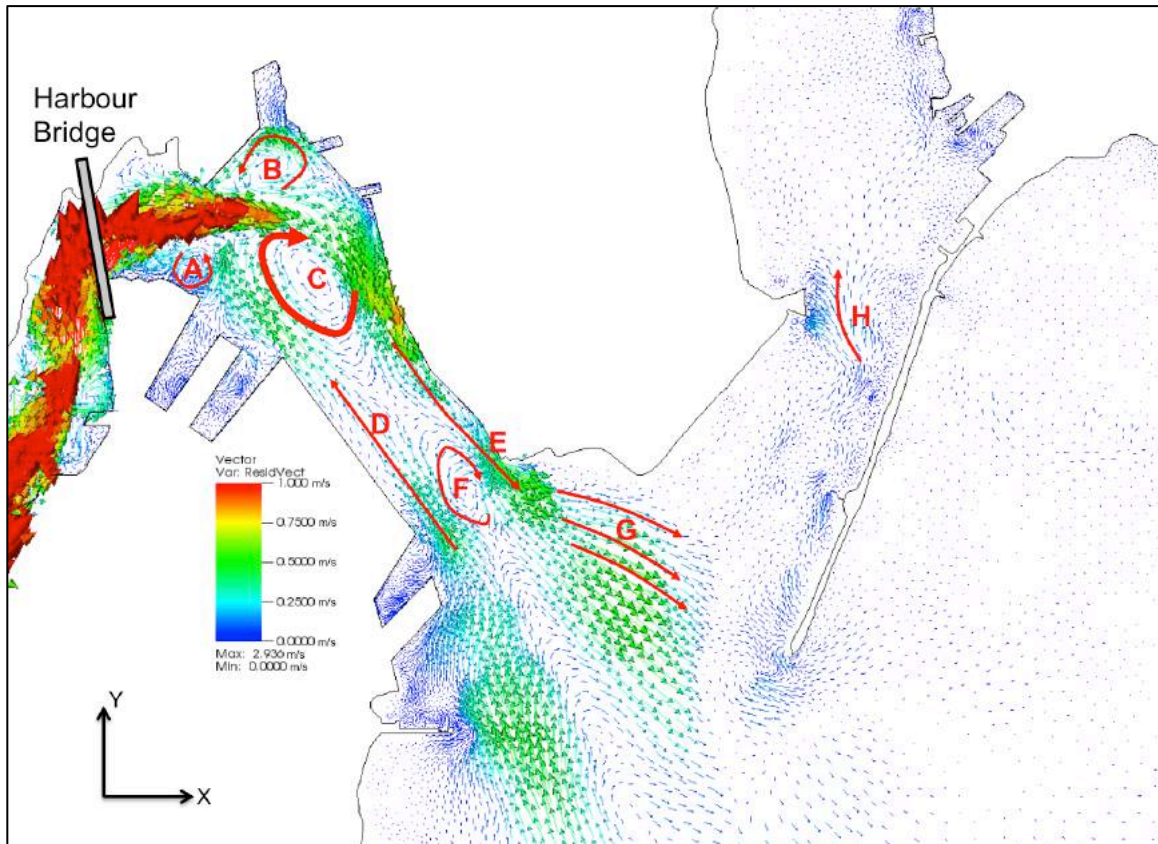 Harbour
Bridge
B
A
C
H
D
E
F
G
Vector
Var: ResidVect
1.000 m/s
0.7500 m/s
0.5000 m/s
0.2500 m/s
0.0000 m/s
Max: 2.936 m/s
Min: 0.0000 m/s
Y
X